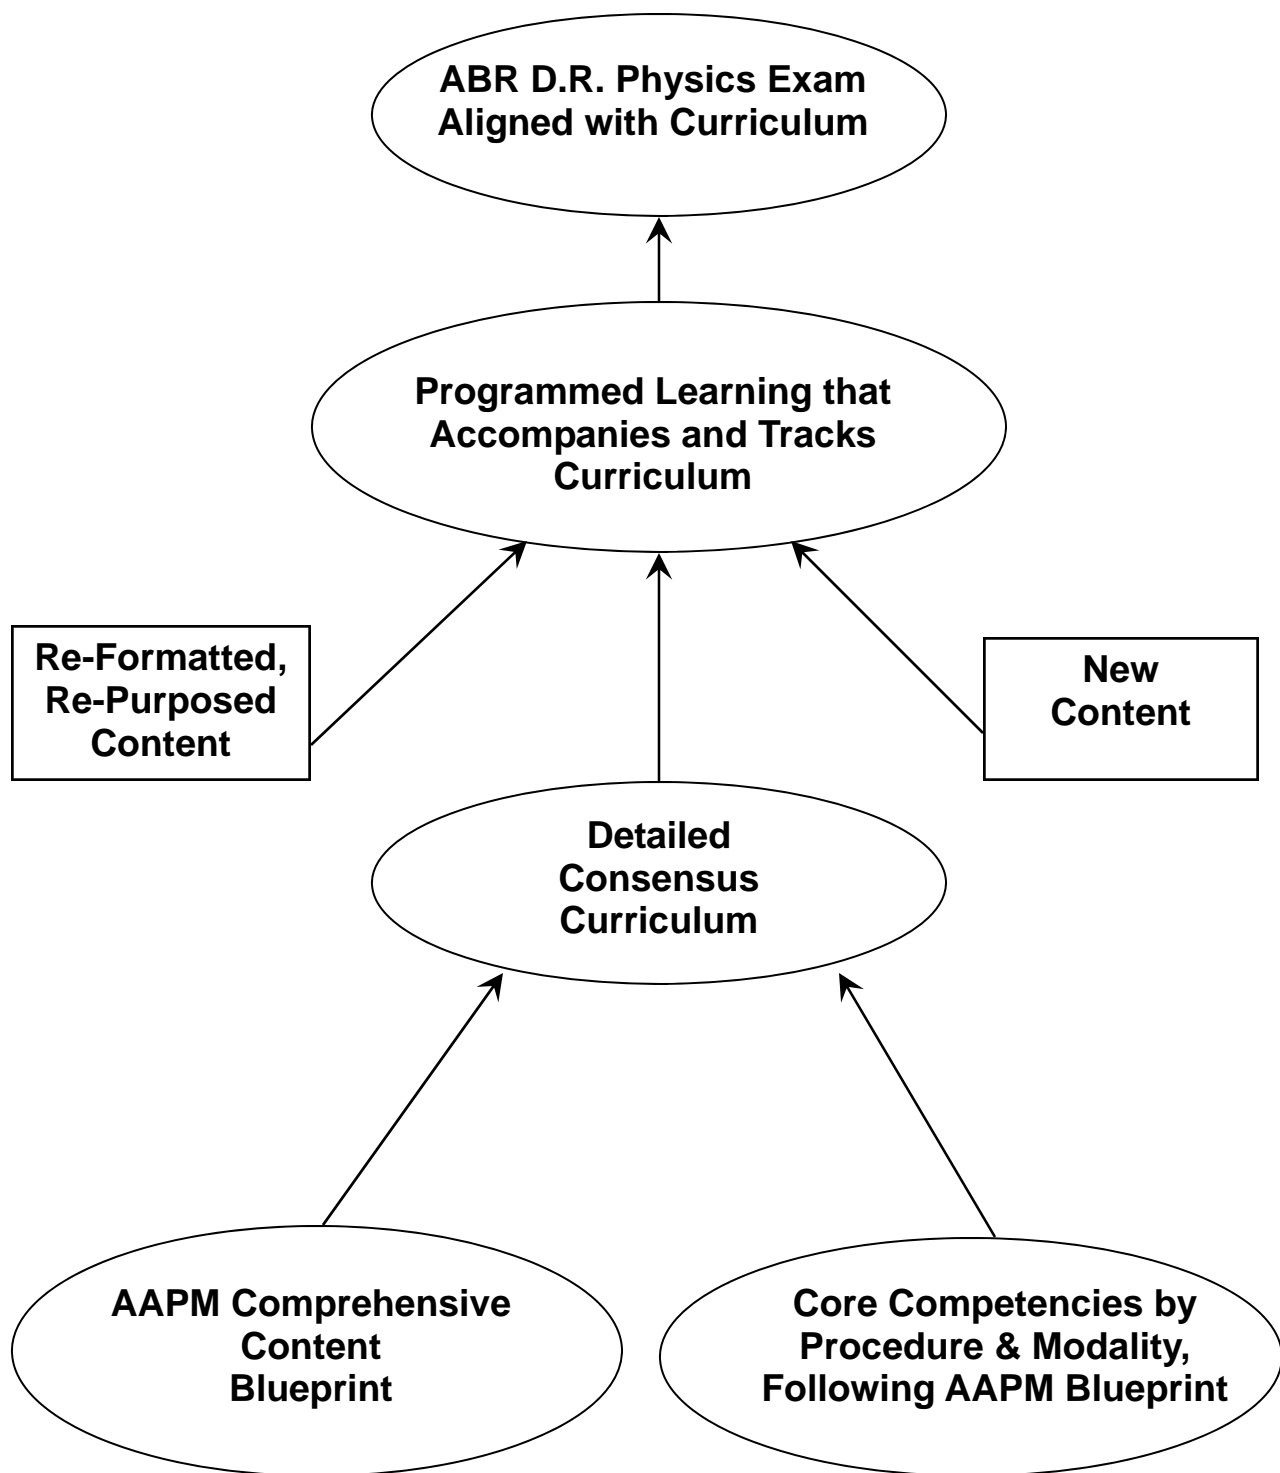 ABR D.R. Physics Exam
Aligned with Curriculum
Programmed Learning that
Accompanies and Tracks
Curriculum
Re-Formatted,
Re-Purposed
Content
New
Content
Detailed
Consensus
Curriculum
AAPM Comprehensive
Content
Blueprint
Core Competencies by
Procedure & Modality,
Following AAPM Blueprint